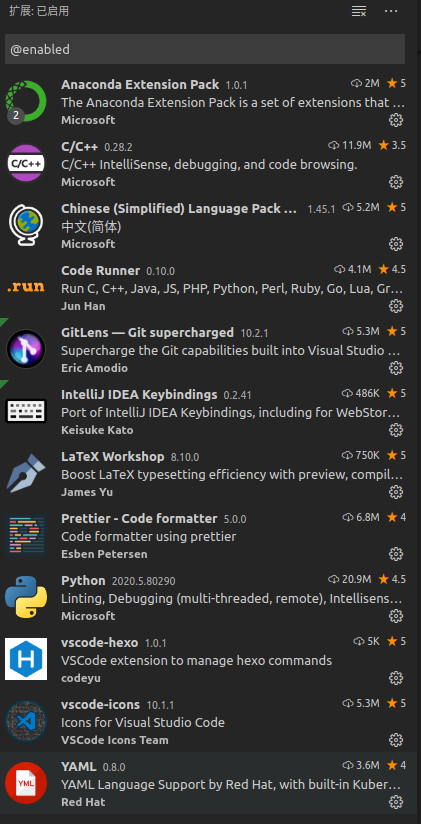 扩展: 已启用
@enabled
Anaconda Extension Pack 1.0.1 2M 5
The Anaconda Extension Pack is a set of extensions that ...
2
Microsoft
C/C++ 0.28.2 11.9M 3.5
C/C++
C/C++ IntelliSense, debugging, and code browsing.
Microsoft
Chinese (Simplified) Language Pack ... 1.45.1 5.2M 5
中文(简体)
Microsoft
Code Runner 0.10.0 4.1M 4.5
.run
Run C, C++, Java, JS, PHP, Python, Perl, Ruby, Go, Lua, Gr...
Jun Han
GitLens — Git supercharged 10.2.1 5.3M 5
Supercharge the Git capabilities built into Visual Studio ...
Eric Amodio
IntelliJ IDEA Keybindings 0.2.41 486K 5
Port of IntelliJ IDEA Keybindings, including for WebStor...
Keisuke Kato
LaTeX Workshop 8.10.0 750K 5
Boost LaTeX typesetting efficiency with preview, compil...
James Yu
Prettier - Code formatter 5.0.0 6.8M 4
Code formatter using prettier
Esben Petersen
Python 2020.5.80290 20.9M 4.5
Linting, Debugging (multi-threaded, remote), Intellisens...
Microsoft
vscode-hexo 1.0.1 5K 5
VSCode extension to manage hexo commands
codeyu
vscode-icons 10.1.1 5.3M 5
Icons for Visual Studio Code
VSCode Icons Team
YAML 0.8.0 3.6M 4
YML
YAML Language Support by Red Hat, with built-in Kuber...
Red Hat